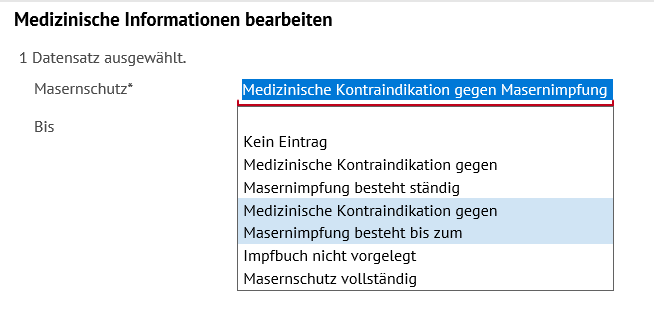 Medizinische Informationen bearbeiten
1 Datensatz ausgewählt.
Masernschutz* Medizinische Kontraindikation gegen Masernimpfung
Bis
Kein Eintrag
Medizinische Kontraindikation gegen
Masernimpfung besteht ständig
Medizinische Kontraindikation gegen
Masernimpfung besteht bis zum
Impfbuch nicht vorgelegt
Masernschutz vollständig